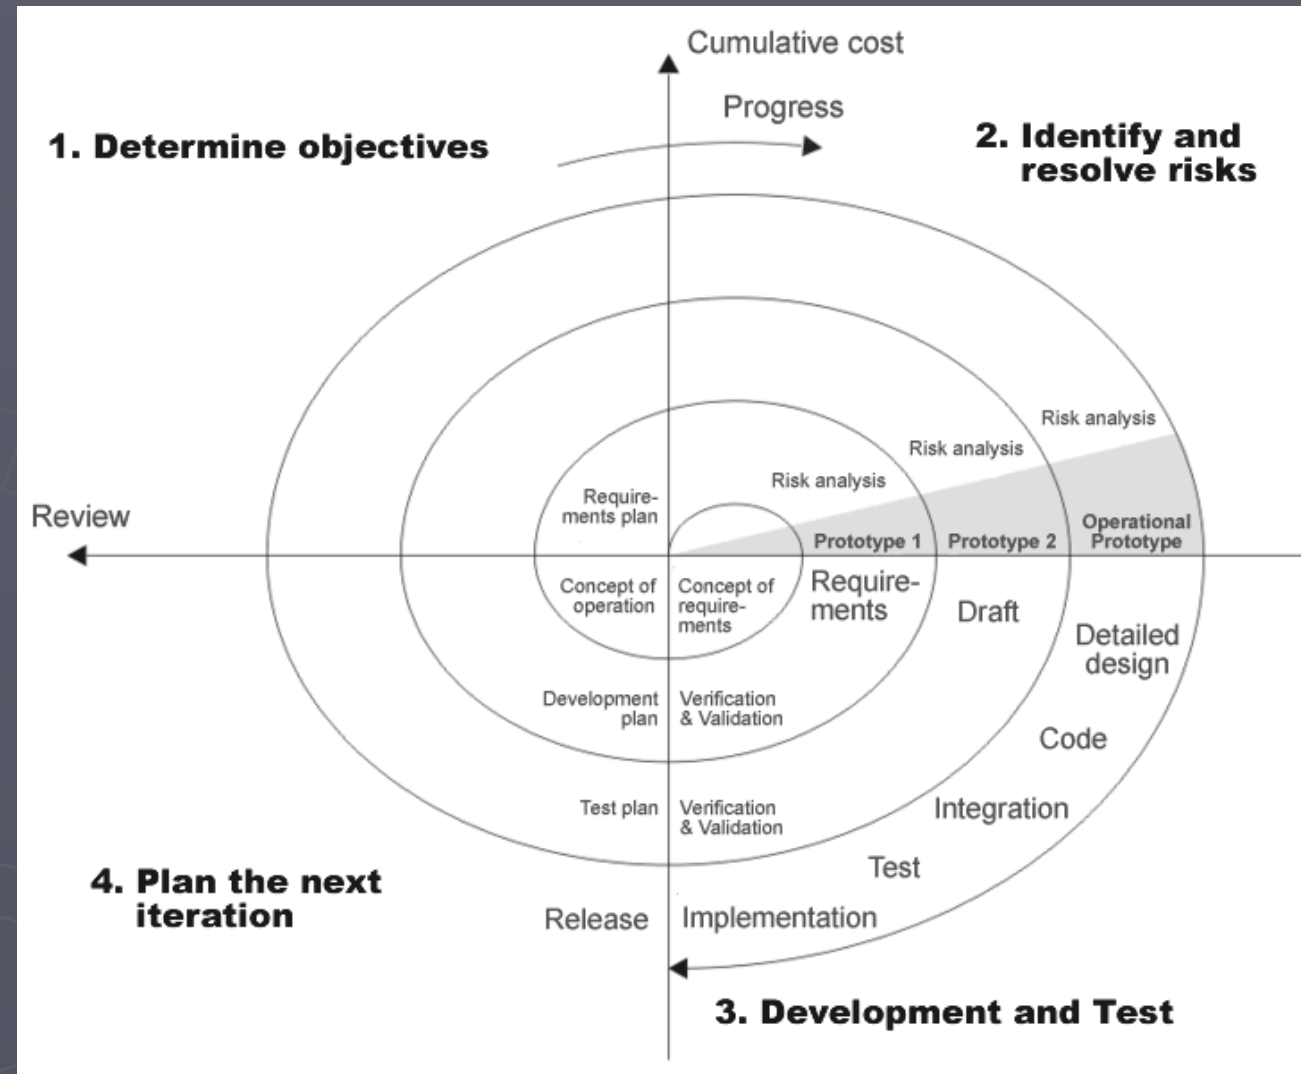 Cumulative cost
Progress
1. Determine objectives
2. Identify and
resolve risks
Risk analysis
Risk analysis
Risk analysis
Require-
ments plan
Review
Operational
Prototype
Prototype 1
Prototype 2
Concept of
operation
Concept of
require-
ments
Require-
ments
Draft
Detailed
design
Development
plan
Verification
& Validation
Code
Test plan
Verification
& Validation
Integration
Test
4. Plan the next
iteration
Release
Implementation
3. Development and Test